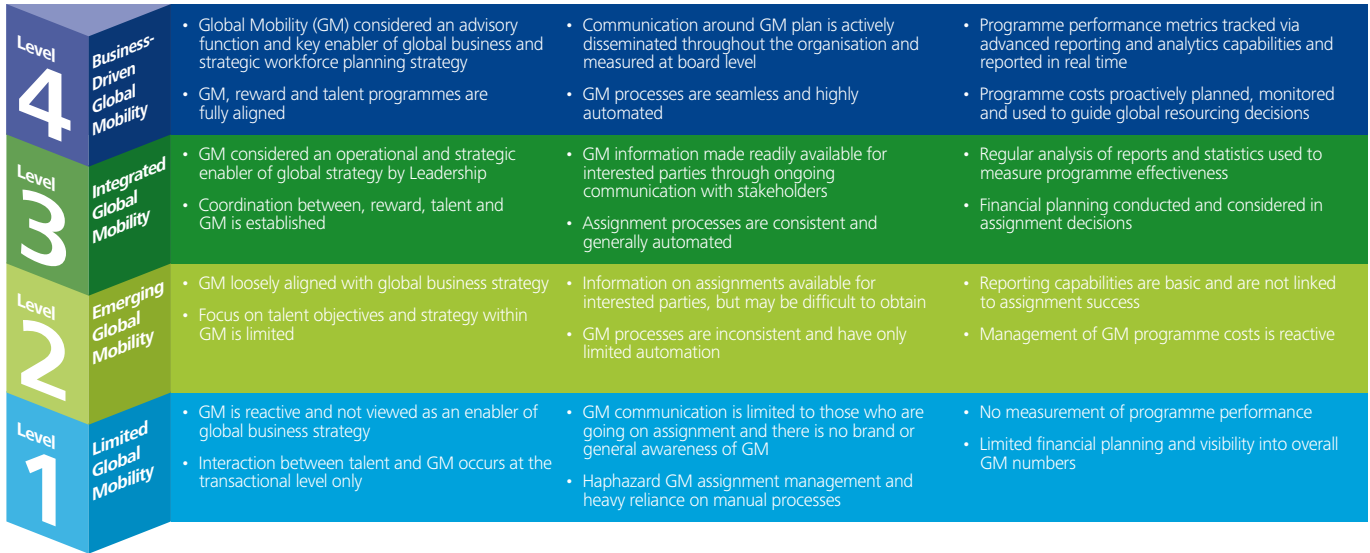 Level
4
Business-
Driven
Global
Mobility
• Global Mobility (GM) considered an advisory
function and key enabler of global business and
strategic workforce planning strategy
• GM, reward and talent programmes are
fully aligned
• Communication around GM plan is actively
disseminated throughout the organisation and
measured at board level
• GM processes are seamless and highly
automated
• Programme performance metrics tracked via
advanced reporting and analytics capabilities and
reported in real time
• Programme costs proactively planned, monitored
and used to guide global resourcing decisions
Level
3
Integrated
Global
Mobility
• GM considered an operational and strategic
enabler of global strategy by Leadership
• Coordination between, reward, talent and
GM is established
• GM information made readily available for
interested parties through ongoing
communication with stakeholders
• Assignment processes are consistent and
generally automated
• Regular analysis of reports and statistics used to
measure programme effectiveness
• Financial planning conducted and considered in
assignment decisions
Level
2
Emerging
Global
Mobility
• GM loosely aligned with global business strategy
• Focus on talent objectives and strategy within
GM is limited
• Information on assignments available for
interested parties, but may be difficult to obtain
• GM processes are inconsistent and have only
limited automation
• Reporting capabilities are basic and are not linked
to assignment success
• Management of GM programme costs is reactive
Level
1
Limited
Global
Mobility
• GM is reactive and not viewed as an enabler of
global business strategy
• Interaction between talent and GM occurs at the
transactional level only
• GM communication is limited to those who are
going on assignment and there is no brand or
general awareness of GM
• Haphazard GM assignment management and
heavy reliance on manual processes
• No measurement of programme performance
• Limited financial planning and visibility into overall
GM numbers